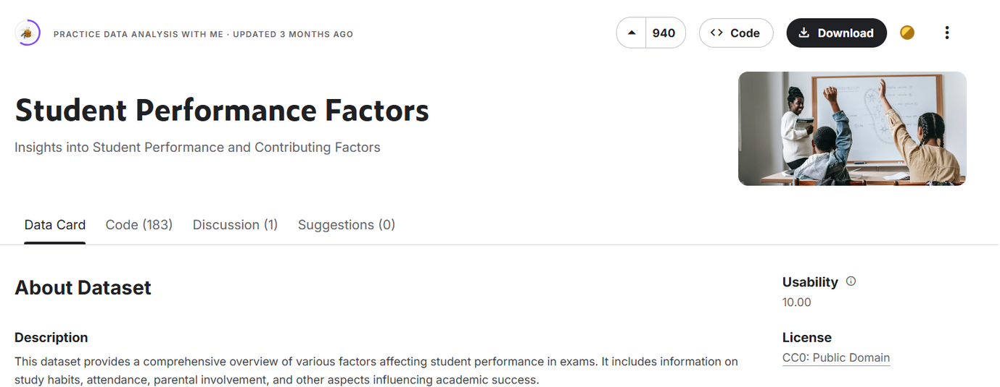 PRACTICE DATA ANALYSIS WITH ME · UPDATED 3 MONTHS AGO
940
Code
Download
Student Performance Factors
Insights into Student Performance and Contributing Factors
Data Card
Code (183)
Discussion (1)
Suggestions (0)
About Dataset
Description
This dataset provides a comprehensive overview of various factors affecting student performance in exams. It includes information on
study habits, attendance, parental involvement, and other aspects influencing academic success.
Usability
10.00
License
CC0: Public Domain